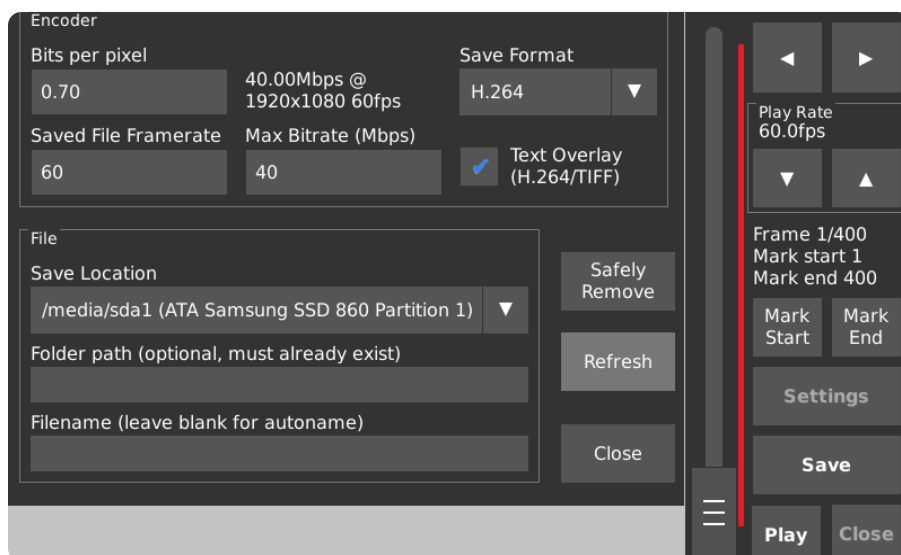 Encoder
Bits per pixel
0.70
40.00Mbps @
1920x1080 60fps
Save Format
H.264
Saved File Framerate
60
Max Bitrate (Mbps)
40
Text Overlay
(H.264/TIFF)
File
Save Location
/media/sda1 (ATA Samsung SSD 860 Partition 1)
Folder path (optional, must already exist)
Filename (leave blank for autoname)
Safely
Remove
Refresh
Close
Play Rate
60.0fps
Frame 1/400
Mark start 1
Mark end 400
Mark
Start
Mark
End
Settings
Save
Play
Close